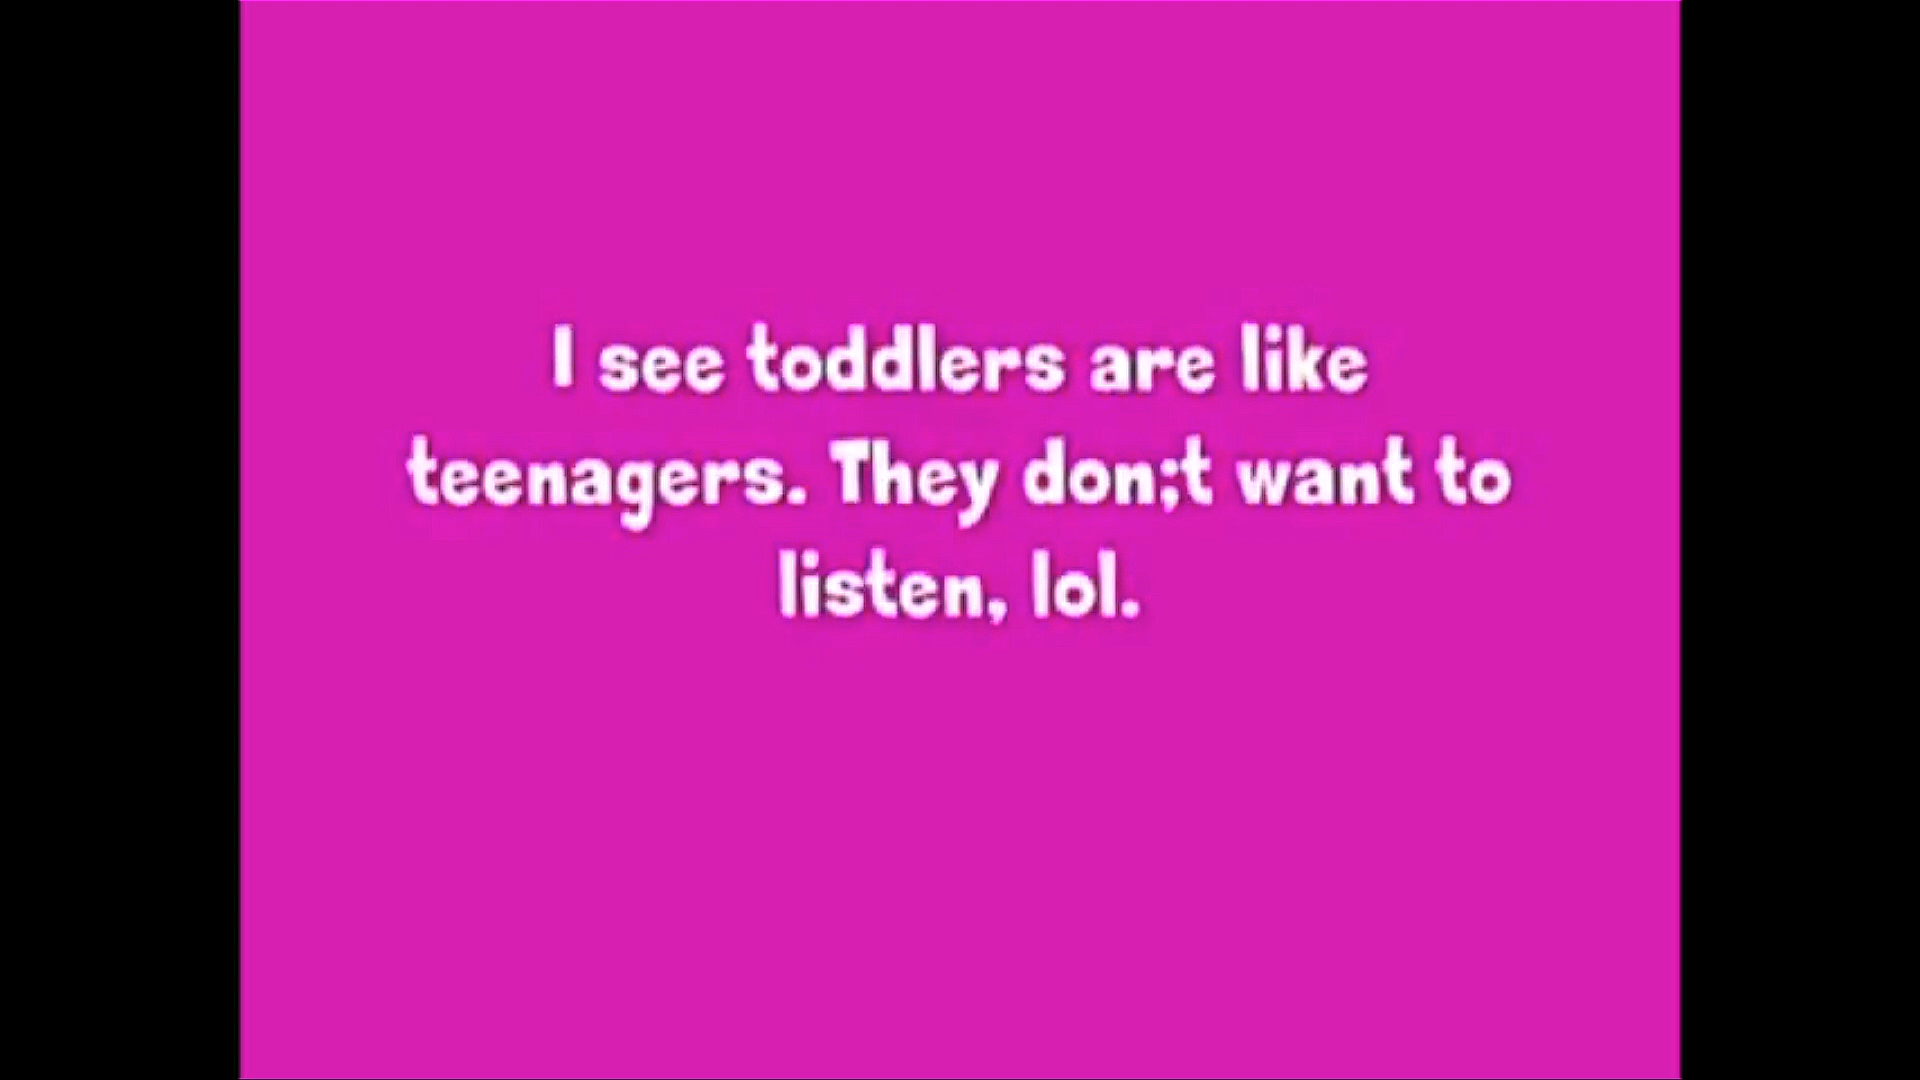 I see toddlers are like
teenagers. They don;t want to
listen, lol.